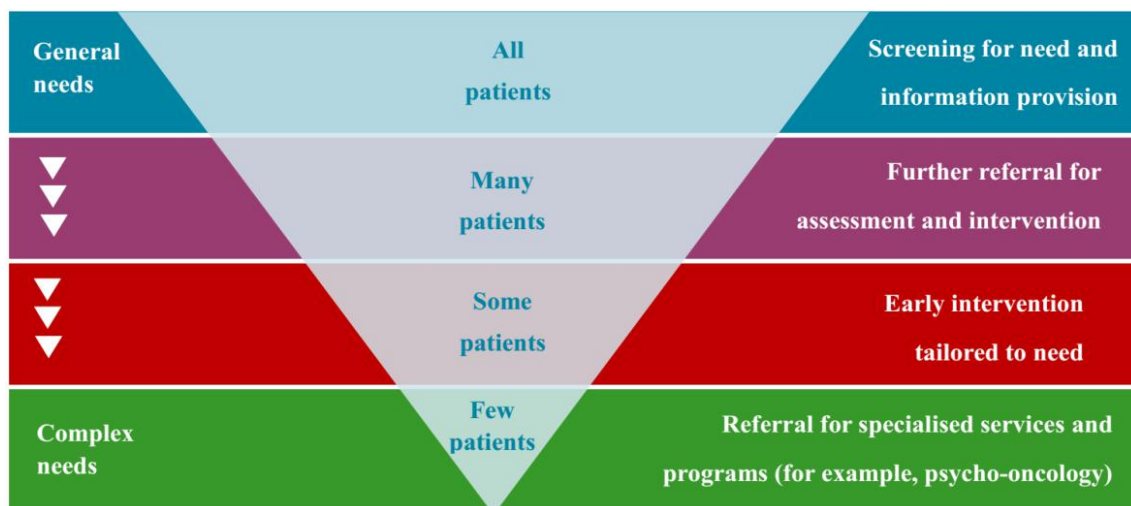 General
needs
All
patients
Screening for need and
information provision
Many
patients
Further referral for
assessment and intervention
Some
patients
Early intervention
tailored to need
Complex
needs
Few
patients
Referral for specialised services and
programs (for example, psycho-oncology)